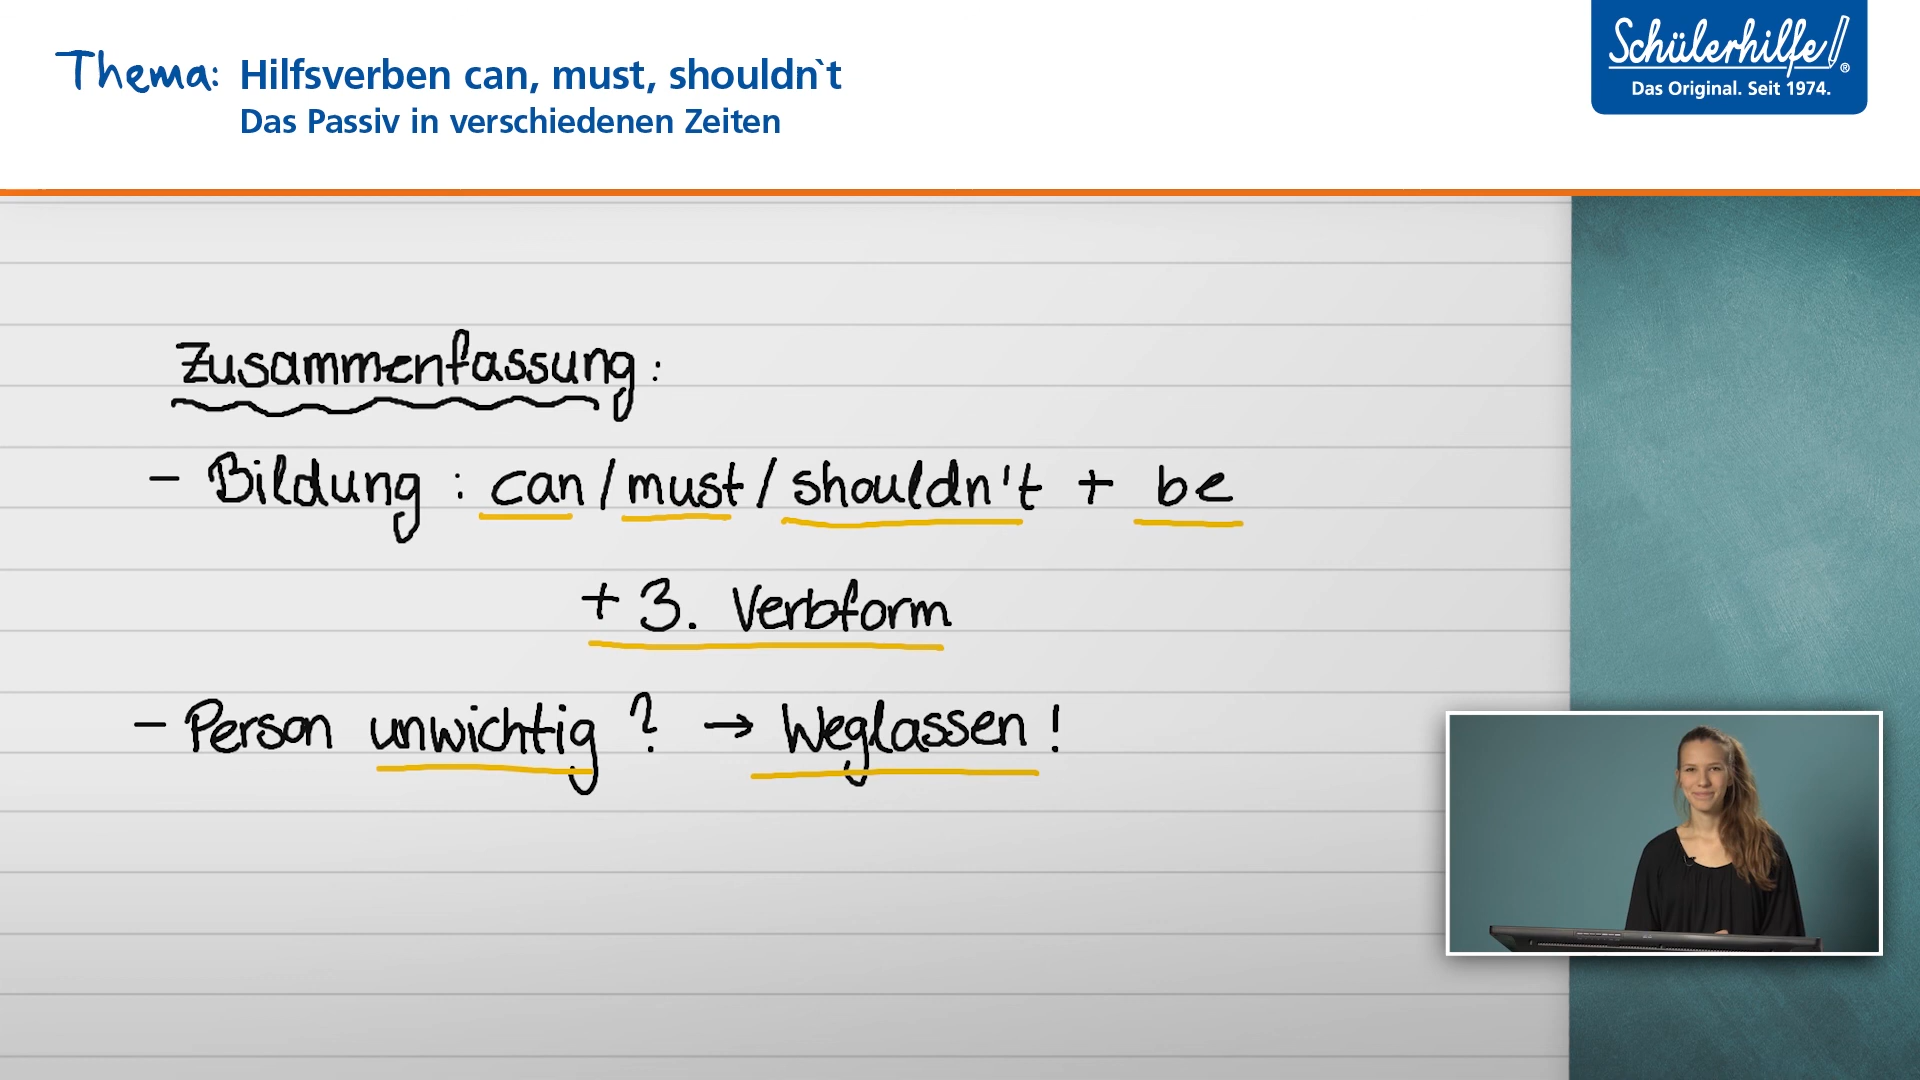 Thema: Hilfsverben can, must, shouldn`t
Das Passiv in verschiedenen Zeiten
Schülerhilfe!®
Das Original. Seit 1974.
Zusammenfassung:
- Bildung: can/must/shouldn't + be
+ 3. Verbform
- Person unwichtig? → Weglassen!